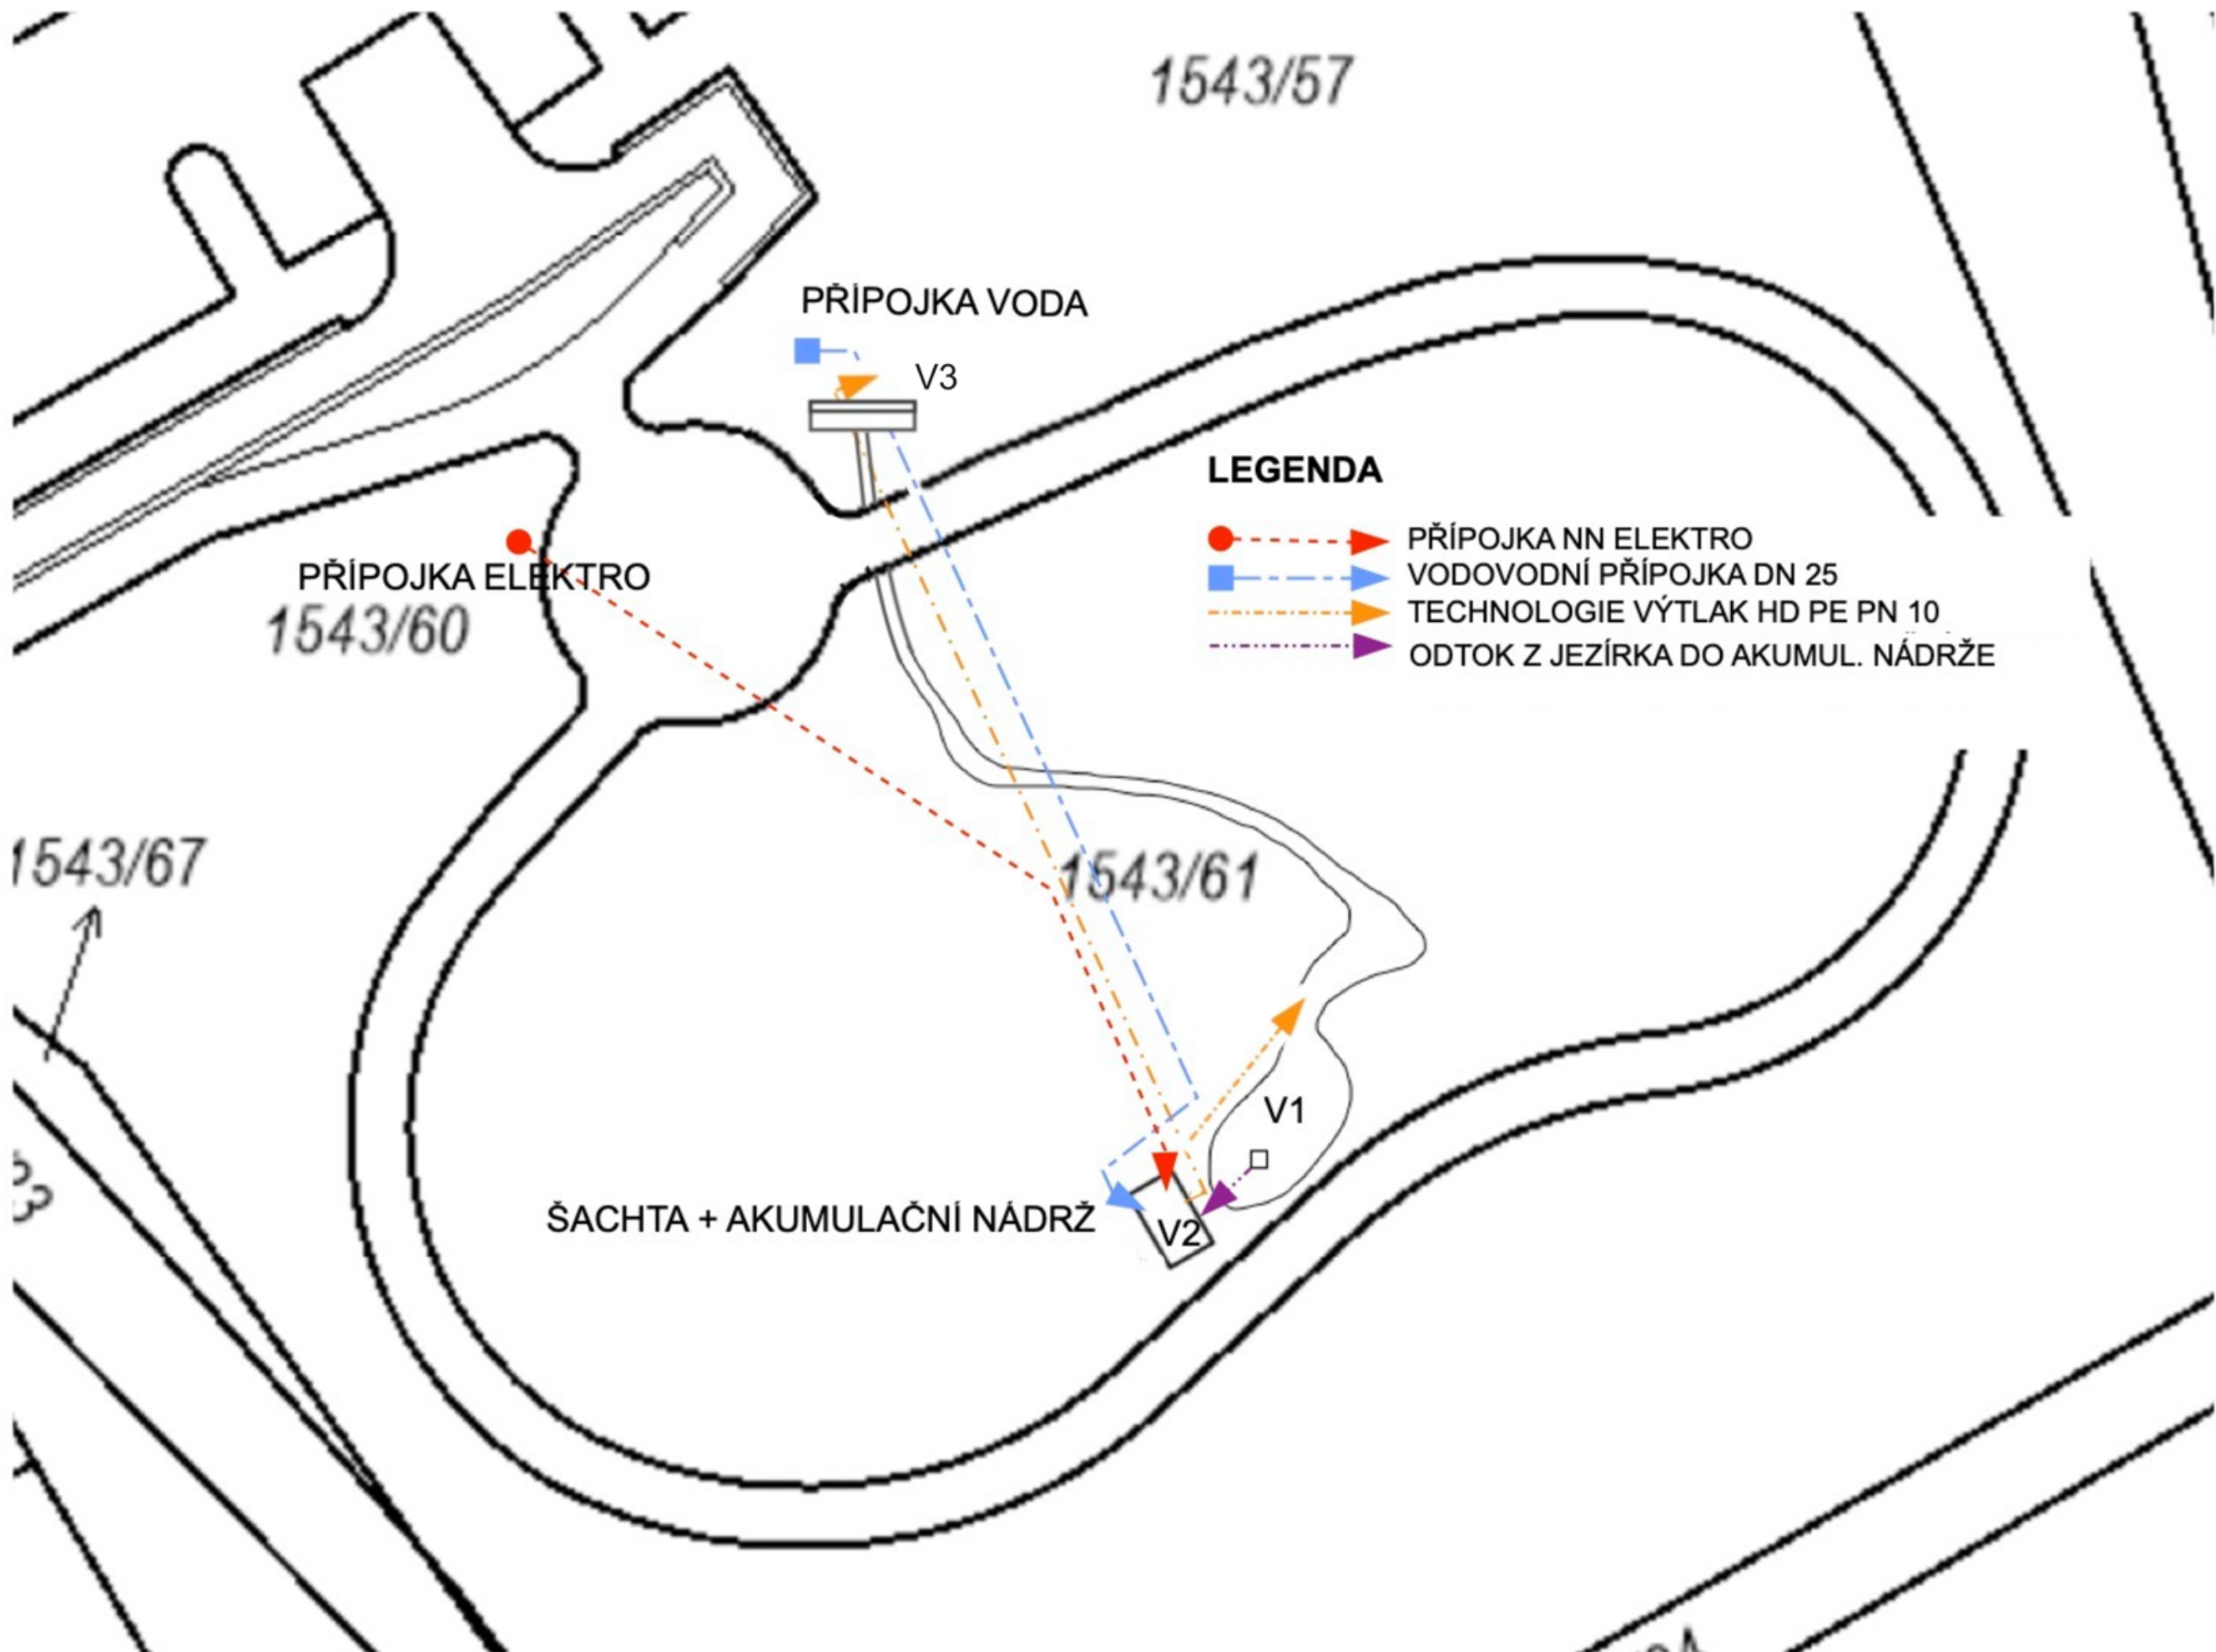 1543/57
PŘÍPOJKA VODA
V3
LEGENDA
PŘÍPOJKA NN ELEKTRO
VODOVODNÍ PŘÍPOJKA DN 25
TECHNOLOGIE VÝTLAK HD PE PN 10
ODTOK Z JEZÍRKA DO AKUMUL. NÁDRŽE
PŘÍPOJKA ELEKTRO
1543/60
1543/67
1543/61
V1
ŠACHTA + AKUMULAČNÍ NÁDRŽ
V2